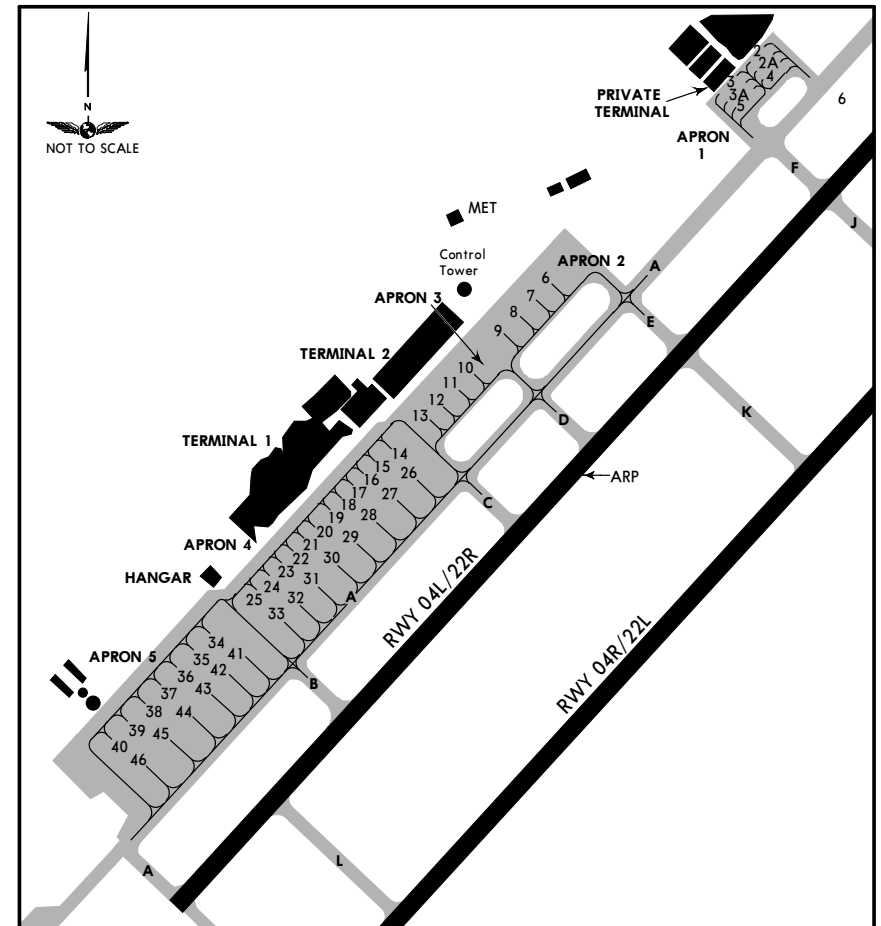 N
NOT TO SCALE
PRIVATE
TERMINAL
2
2A
4
3
3A
5
6
APRON
1
F
J
MET
Control
Tower
APRON 2
A
6
7
8
9
E
APRON 3
TERMINAL 2
10
11
12
13
K
D
TERMINAL 1
ARP
14
15
16
17
18
19
20
21
22
23
24
25
26
27
28
29
30
31
32
33
C
APRON 4
HANGAR
A
RWY 04L/22R
RWY 04R/22L
APRON 5
34
35
36
37
38
39
40
41
42
43
44
45
46
B
L
A